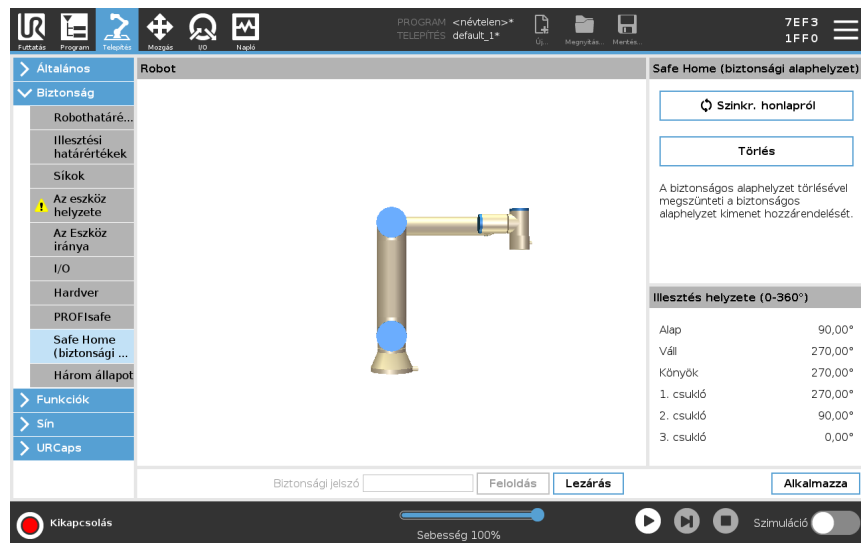 PROGRAM <névtelen>*
TELEPÍTÉS default_1*
7EF3
1FF0
Futtatás
Program
Telepítés
Mozgás
I/O
Napló
Új...
Megnyitás...
Mentés...
Általános
Biztonság
Robothatáré...
Illesztési
határértékek
Síkok
Az eszköz
helyzete
Az Eszköz
iránya
I/O
Hardver
PROFIsafe
Safe Home
(biztonsági ...
Három állapot
Funkciók
Sín
URCaps
Robot
Safe Home (biztonsági alaphelyzet)
Szinkr. honlapról
Törlés
A biztonságos alaphelyzet törlésével
megszünteti a biztonságos
alaphelyzet kimenet hozzárendelését.
Illesztés helyzete (0-360°)
Alap 90,00°
Váll 270,00°
Könyök 270,00°
1. csukló 270,00°
2. csukló 90,00°
3. csukló 0,00°
Biztonsági jelszó
Feloldás
Lezárás
Alkalmazza
Kikapcsolás
Sebesség 100%
Szimuláció